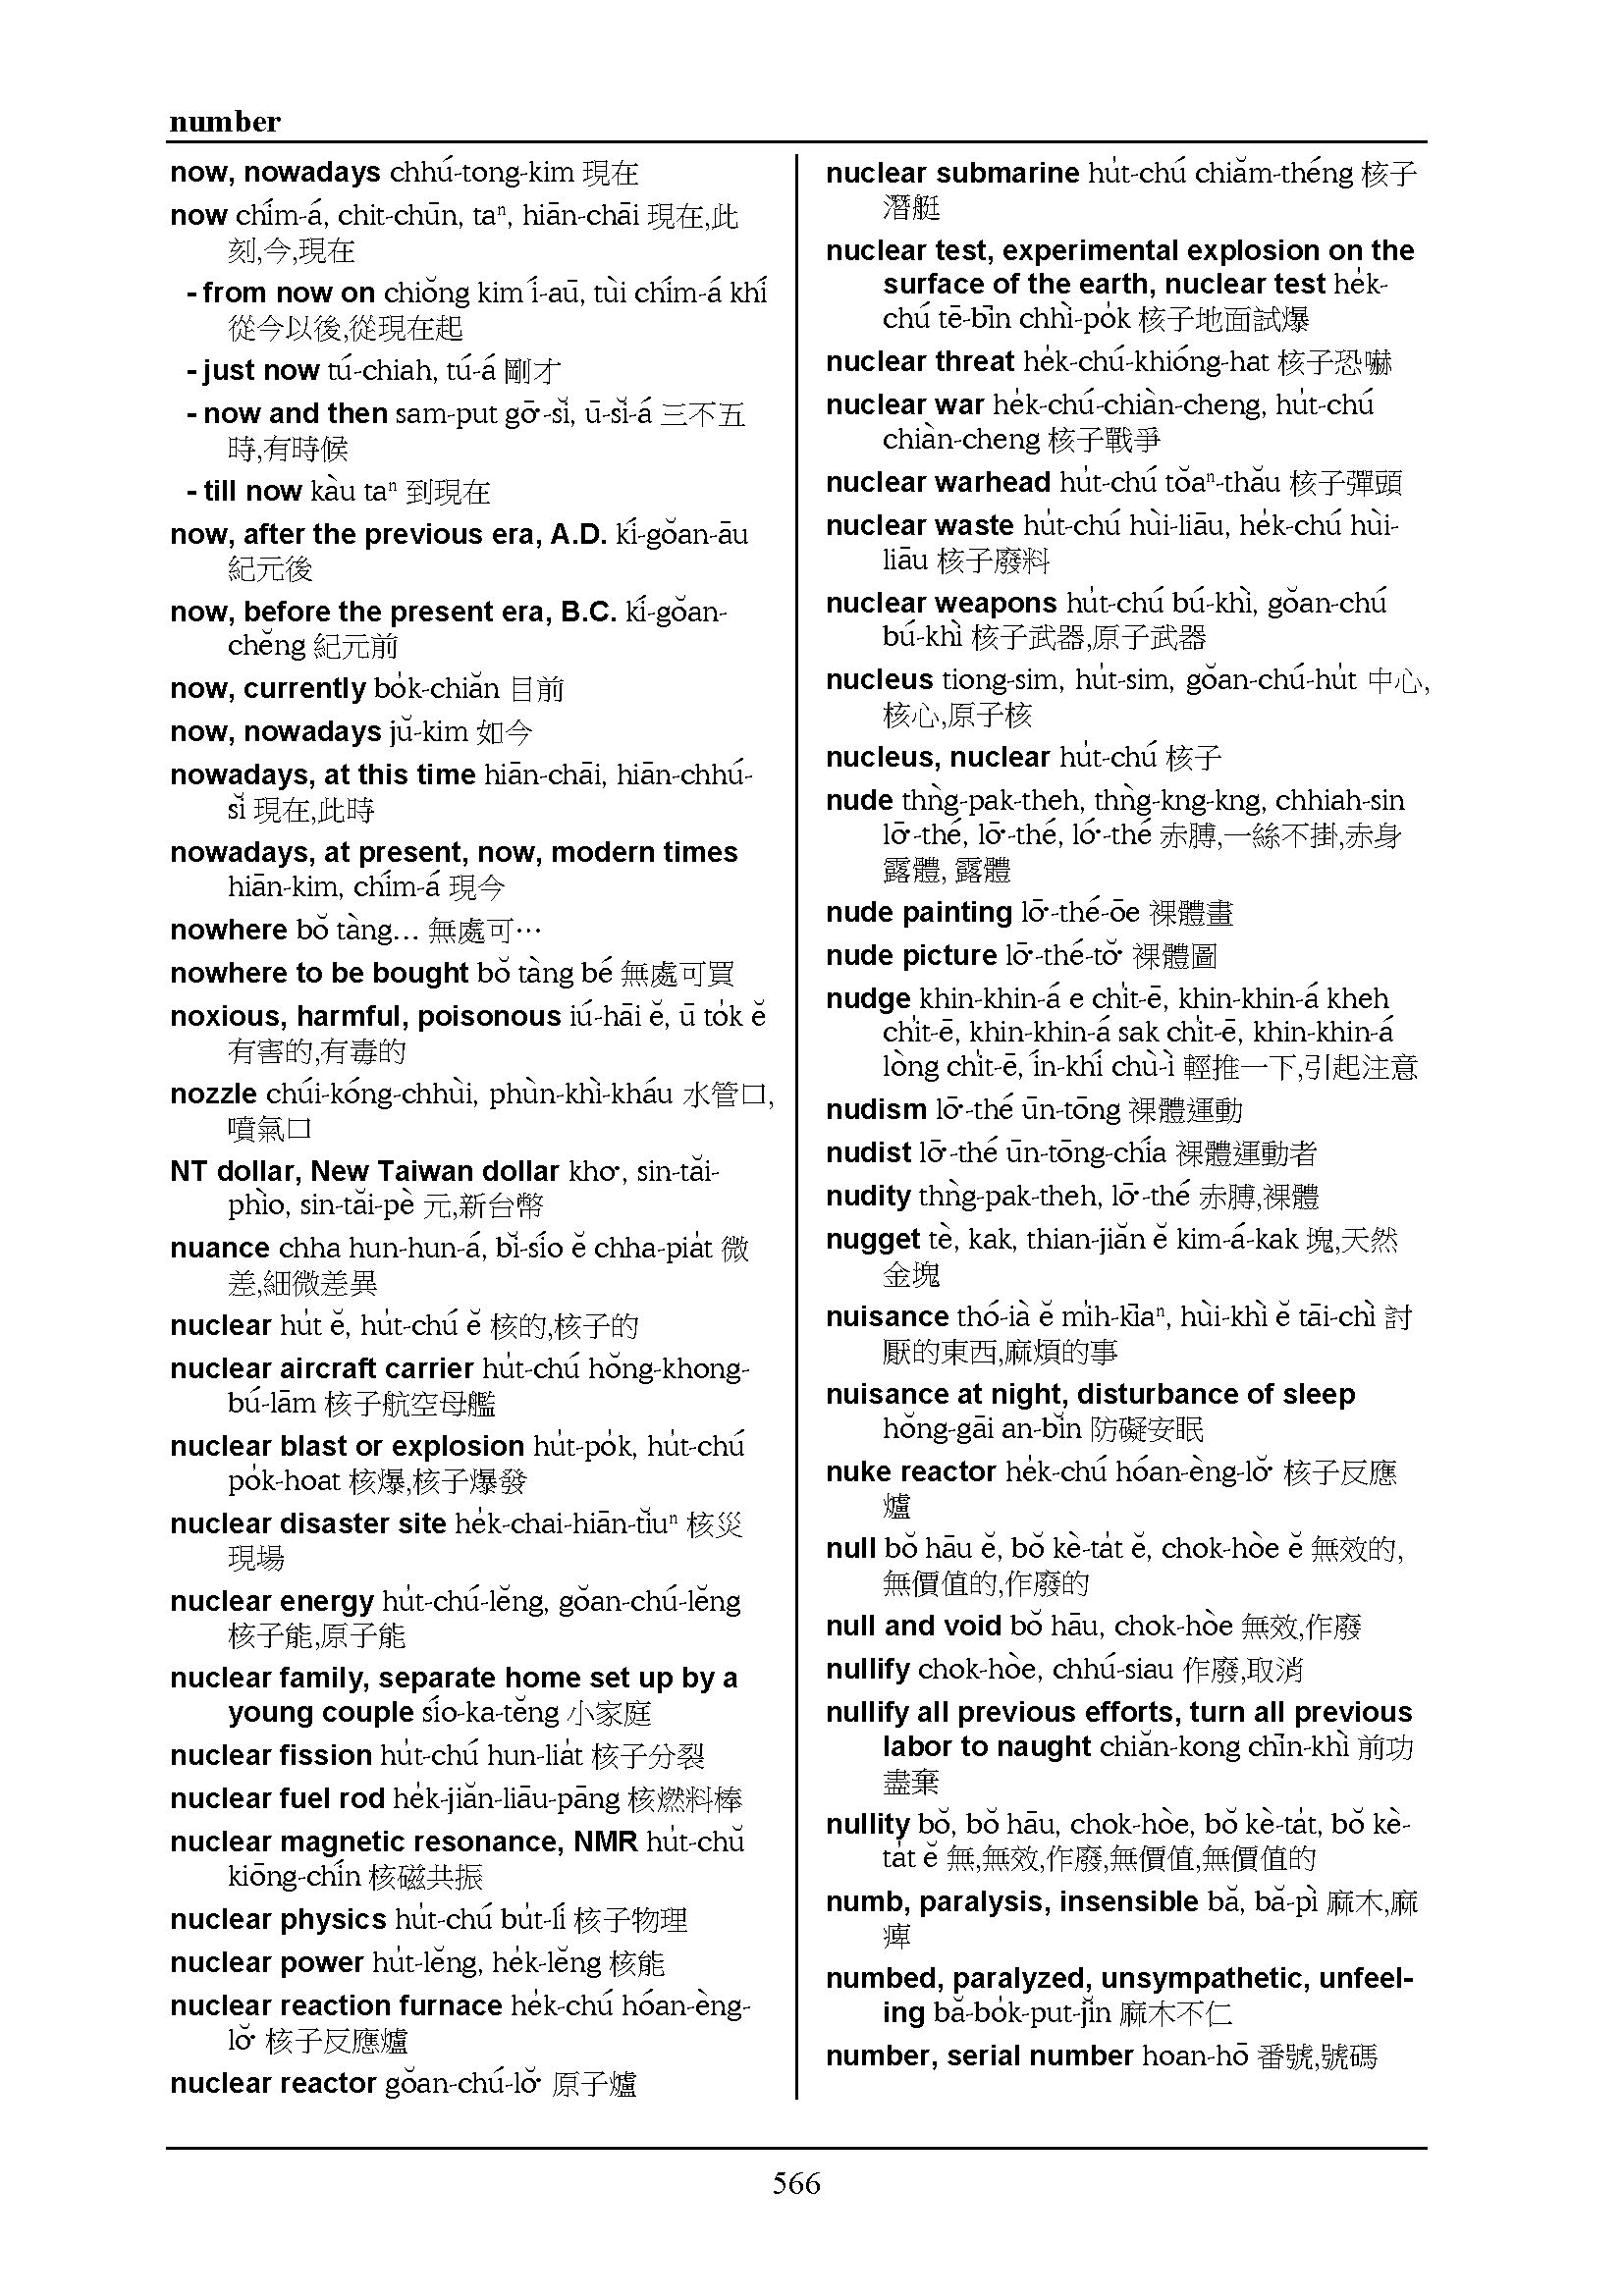 number
now, nowadays chhú-tong-kim 現在
now chím-á, chit-chūn, taⁿ, hiān-chāi 現在,此
刻,今,現在
- from now on chiŏng kim í-aū, tùi chím-á khí
從今以後,從現在起
- just now tú-chiah, tú-á 剛才
- now and then sam-put gō͘-sĭ, ū-sĭ-á 三不五
時,有時候
- till now kàu taⁿ 到現在
now, after the previous era, A.D. kí-gŏan-āu
紀元後
now, before the present era, B.C. kí-gŏan-
chĕng 紀元前
now, currently bo̍k-chiăn 目前
now, nowadays jŭ-kim 如今
nowadays, at this time hiān-chāi, hiān-chhú-
sĭ 現在,此時
nowadays, at present, now, modern times
hiān-kim, chím-á 現今
nowhere bŏ tàng… 無處可…
nowhere to be bought bŏ tàng bé 無處可買
noxious, harmful, poisonous iú-hāi ĕ, ū to̍k ĕ
有害的,有毒的
nozzle chúi-kóng-chhùi, phùn-khì-kháu 水管口,
噴氣口
NT dollar, New Taiwan dollar kho͘, sin-tăi-
phìo, sin-tăi-pè 元,新台幣
nuance chha hun-hun-á, bĭ-sío ĕ chha-pia̍t 微
差,細微差異
nuclear hu̍t ĕ, hu̍t-chú ĕ 核的,核子的
nuclear aircraft carrier hu̍t-chú hŏng-khong-
bú-lām 核子航空母艦
nuclear blast or explosion hu̍t-po̍k, hu̍t-chú
po̍k-hoat 核爆,核子爆發
nuclear disaster site he̍k-chai-hiān-tĭuⁿ 核災
現場
nuclear energy hu̍t-chú-lĕng, gŏan-chú-lĕng
核子能,原子能
nuclear family, separate home set up by a
young couple sío-ka-tĕng 小家庭
nuclear fission hu̍t-chú hun-lia̍t 核子分裂
nuclear fuel rod he̍k-jiăn-liāu-pāng 核燃料棒
nuclear magnetic resonance, NMR hu̍t-chŭ
kiōng-chín 核磁共振
nuclear physics hu̍t-chú bu̍t-lí 核子物理
nuclear power hu̍t-lĕng, he̍k-lĕng 核能
nuclear reaction furnace he̍k-chú hóan-èng-
lŏ͘ 核子反應爐
nuclear reactor gŏan-chú-lŏ͘ 原子爐
nuclear submarine hu̍t-chú chiăm-théng 核子
潛艇
nuclear test, experimental explosion on the
surface of the earth, nuclear test he̍k-
chú tē-bīn chhì-po̍k 核子地面試爆
nuclear threat he̍k-chú-khióng-hat 核子恐嚇
nuclear war he̍k-chú-chiàn-cheng, hu̍t-chú
chiàn-cheng 核子戰爭
nuclear warhead hu̍t-chú tŏaⁿ-thău 核子彈頭
nuclear waste hu̍t-chú hùi-liāu, he̍k-chú hùi-
liāu 核子廢料
nuclear weapons hu̍t-chú bú-khì, gŏan-chú
bú-khì 核子武器,原子武器
nucleus tiong-sim, hu̍t-sim, gŏan-chú-hu̍t 中心,
核心,原子核
nucleus, nuclear hu̍t-chú 核子
nude thǹg-pak-theh, thǹg-kng-kng, chhiah-sin
lō͘-thé, lō͘-thé, ló͘-thé 赤膊,一絲不掛,赤身
露體, 露體
nude painting lō͘-thé-ōe 裸體畫
nude picture lō͘-thé-tŏ͘ 裸體圖
nudge khin-khin-á e chi̍t-ē, khin-khin-á kheh
chi̍t-ē, khin-khin-á sak chi̍t-ē, khin-khin-á
lòng chi̍t-ē, ín-khí chù-ì 輕推一下,引起注意
nudism lō͘-thé ūn-tōng 裸體運動
nudist lō͘-thé ūn-tōng-chía 裸體運動者
nudity thǹg-pak-theh, lō͘-thé 赤膊,裸體
nugget tè, kak, thian-jiăn ĕ kim-á-kak 塊,天然
金塊
nuisance thó-ià ĕ mi̍h-kīaⁿ, hùi-khì ĕ tāi-chì 討
厭的東西,麻煩的事
nuisance at night, disturbance of sleep
hŏng-gāi an-bĭn 防礙安眠
nuke reactor he̍k-chú hóan-èng-lŏ͘ 核子反應
爐
null bŏ hāu ĕ, bŏ kè-ta̍t ĕ, chok-hòe ĕ 無效的,
無價值的,作廢的
null and void bŏ hāu, chok-hòe 無效,作廢
nullify chok-hòe, chhú-siau 作廢,取消
nullify all previous efforts, turn all previous
labor to naught chiăn-kong chīn-khì 前功
盡棄
nullity bŏ, bŏ hāu, chok-hòe, bŏ kè-ta̍t, bŏ kè-
ta̍t ĕ 無,無效,作廢,無價值,無價值的
numb, paralysis, insensible bă, bă-pì 麻木,麻
痺
numbed, paralyzed, unsympathetic, unfeel-
ing bă-bo̍k-put-jĭn 麻木不仁
number, serial number hoan-hō 番號,號碼
566